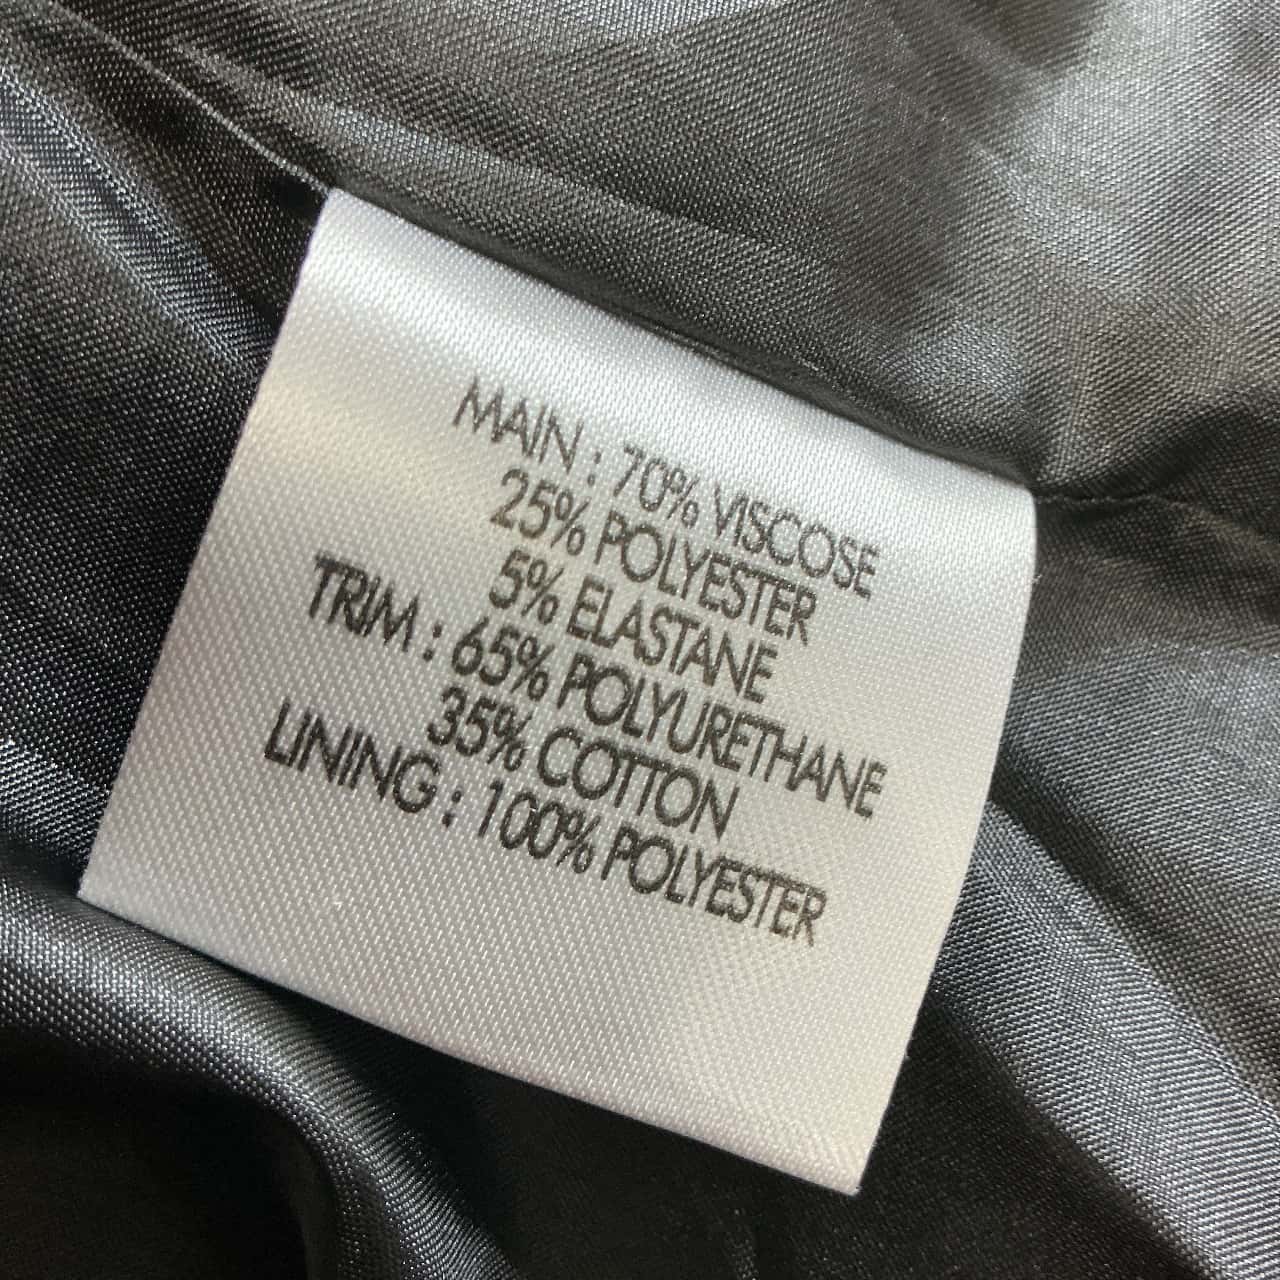 MAIN : 70% VISCOSE
25% POLYESTER
5% ELASTANE
TRIM : 65% POLYURETHANE
35% COTTON
LINING : 100% POLYESTER